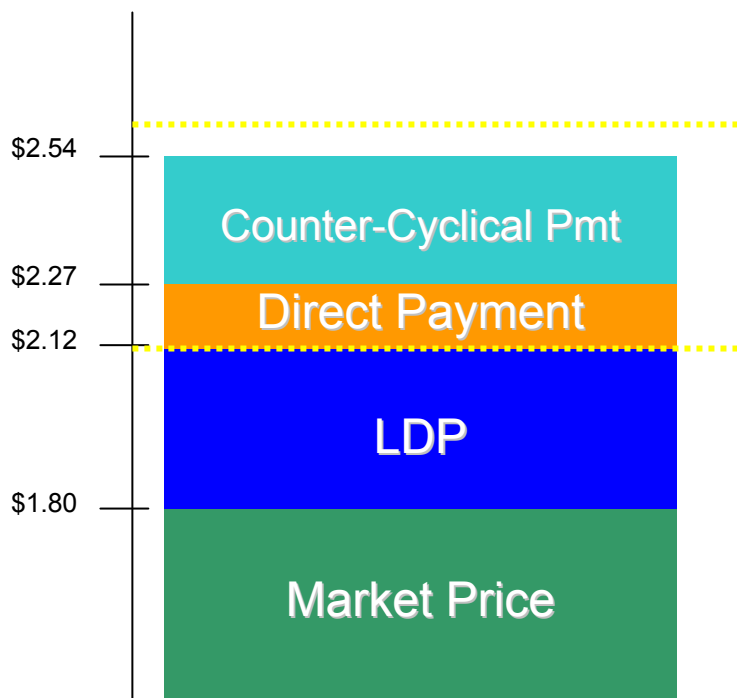 $2.54
Counter-Cyclical Pmt
$2.27
Direct Payment
$2.12
LDP
$1.80
Market Price